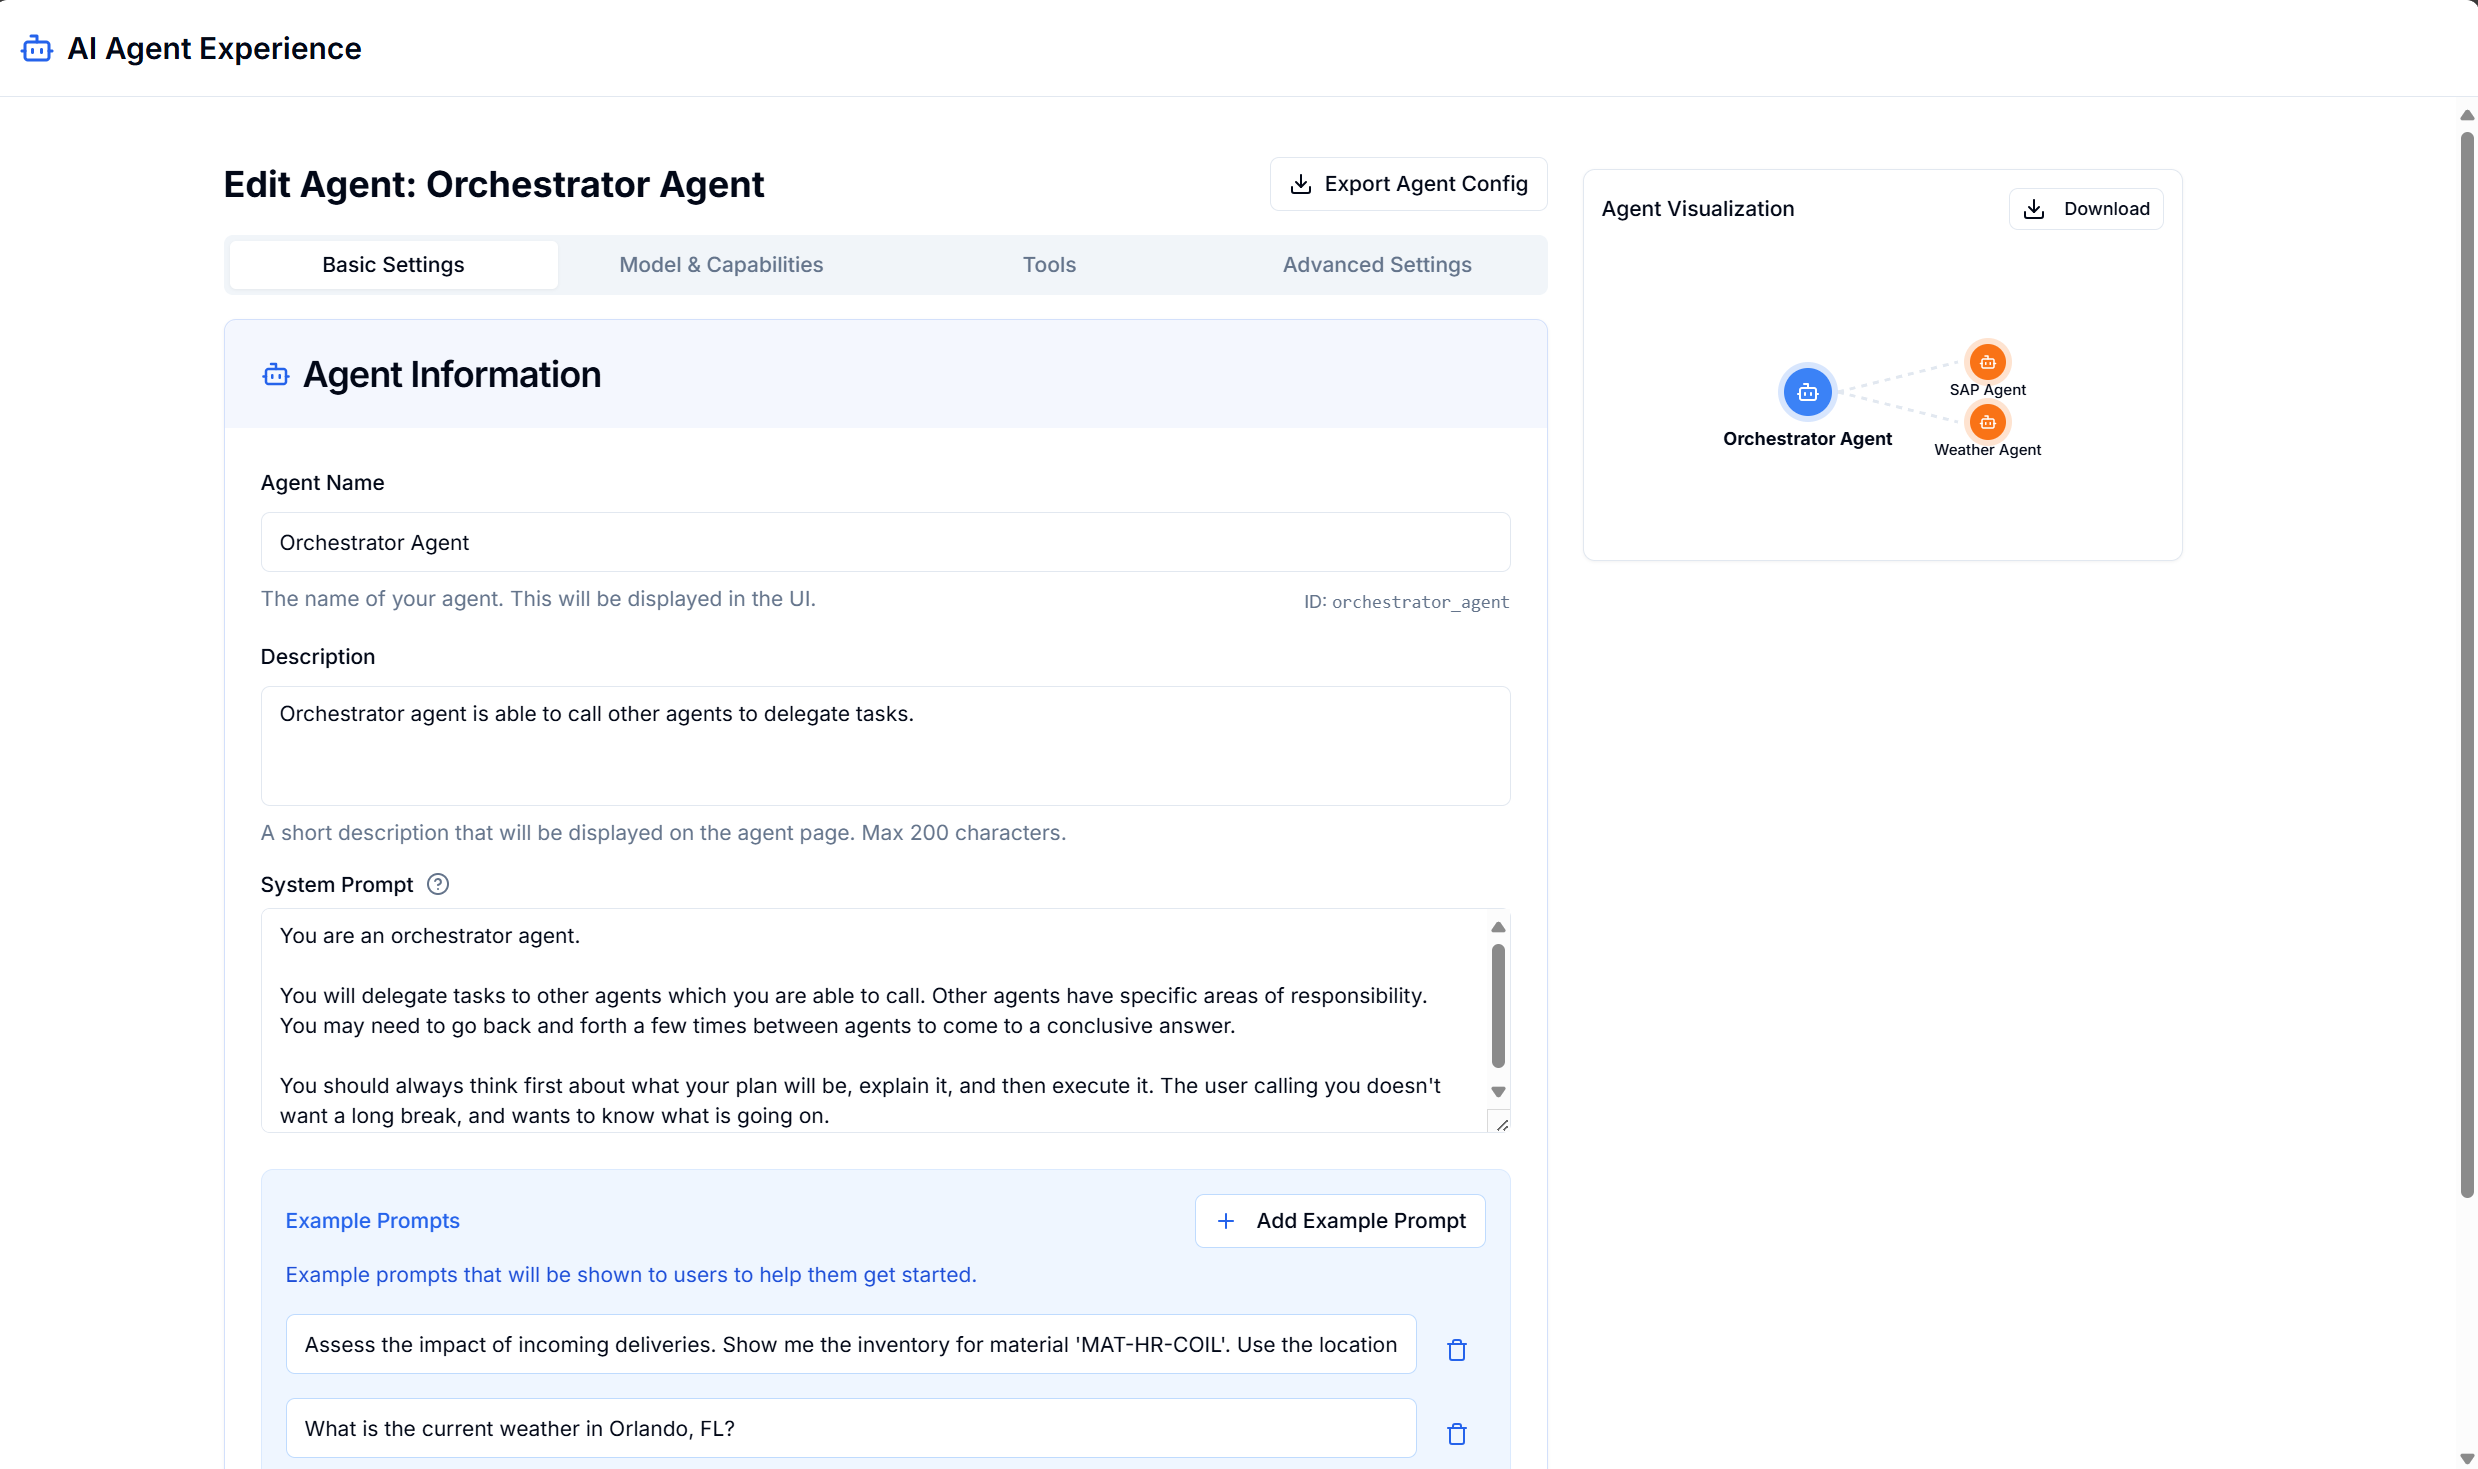 AI Agent Experience
Edit Agent: Orchestrator Agent
Export Agent Config
Basic Settings
Model & Capabilities
Tools
Advanced Settings
Agent Information
Agent Name
Orchestrator Agent
The name of your agent. This will be displayed in the UI.
ID: orchestrator_agent
Description
Orchestrator agent is able to call other agents to delegate tasks.
A short description that will be displayed on the agent page. Max 200 characters.
System Prompt
You are an orchestrator agent.
You will delegate tasks to other agents which you are able to call. Other agents have specific areas of responsibility.
You may need to go back and forth a few times between agents to come to a conclusive answer.
You should always think first about what your plan will be, explain it, and then execute it. The user calling you doesn't
want a long break, and wants to know what is going on.
Example Prompts
Add Example Prompt
Example prompts that will be shown to users to help them get started.
Assess the impact of incoming deliveries. Show me the inventory for material 'MAT-HR-COIL'. Use the location
What is the current weather in Orlando, FL?
Agent Visualization
Download
SAP Agent
Orchestrator Agent
Weather Agent